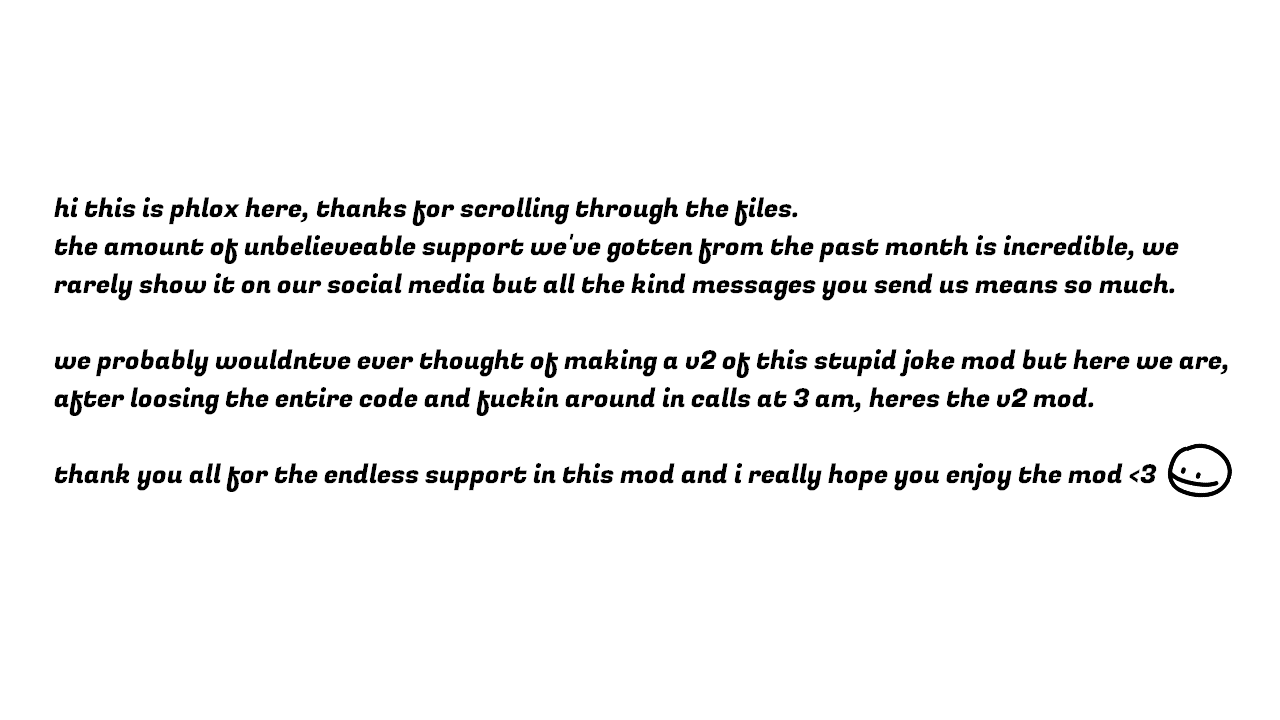 hi this is phlox here, thanks for scrolling through the files.
the amount of unbelieveable support we've gotten from the past month is incredible, we
rarely show it on our social media but all the kind messages you send us means so much.
we probably wouldntve ever thought of making a v2 of this stupid joke mod but here we are,
after loosing the entire code and fuckin around in calls at 3 am, heres the v2 mod.
thank you all for the endless support in this mod and i really hope you enjoy the mod <3